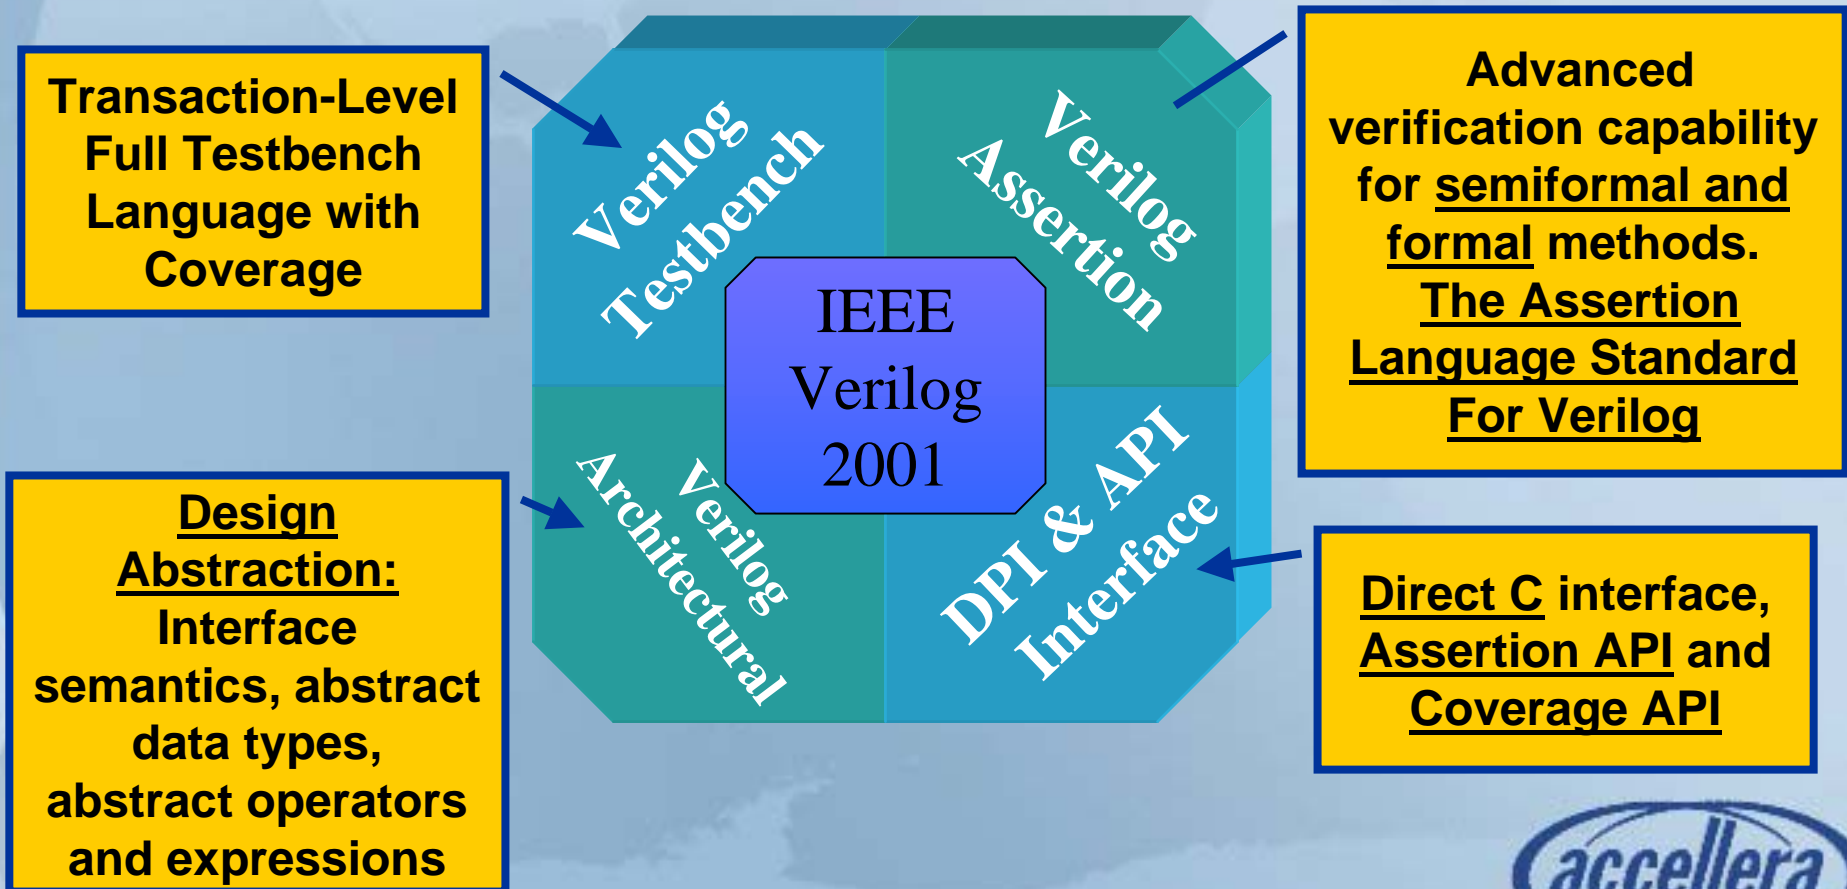 Transaction-Level
Full Testbench
Language with
Coverage
Verilog
Testbench
Verilog
Assertion
Advanced
verification capability
for semiformal and
formal methods.
The Assertion
Language Standard
For Verilog
IEEE
Verilog
2001
Design
Abstraction:
Interface
semantics, abstract
data types,
abstract operators
and expressions
Verilog
Architectural
DPI & API
Interface
Direct C interface,
Assertion API and
Coverage API
accellera